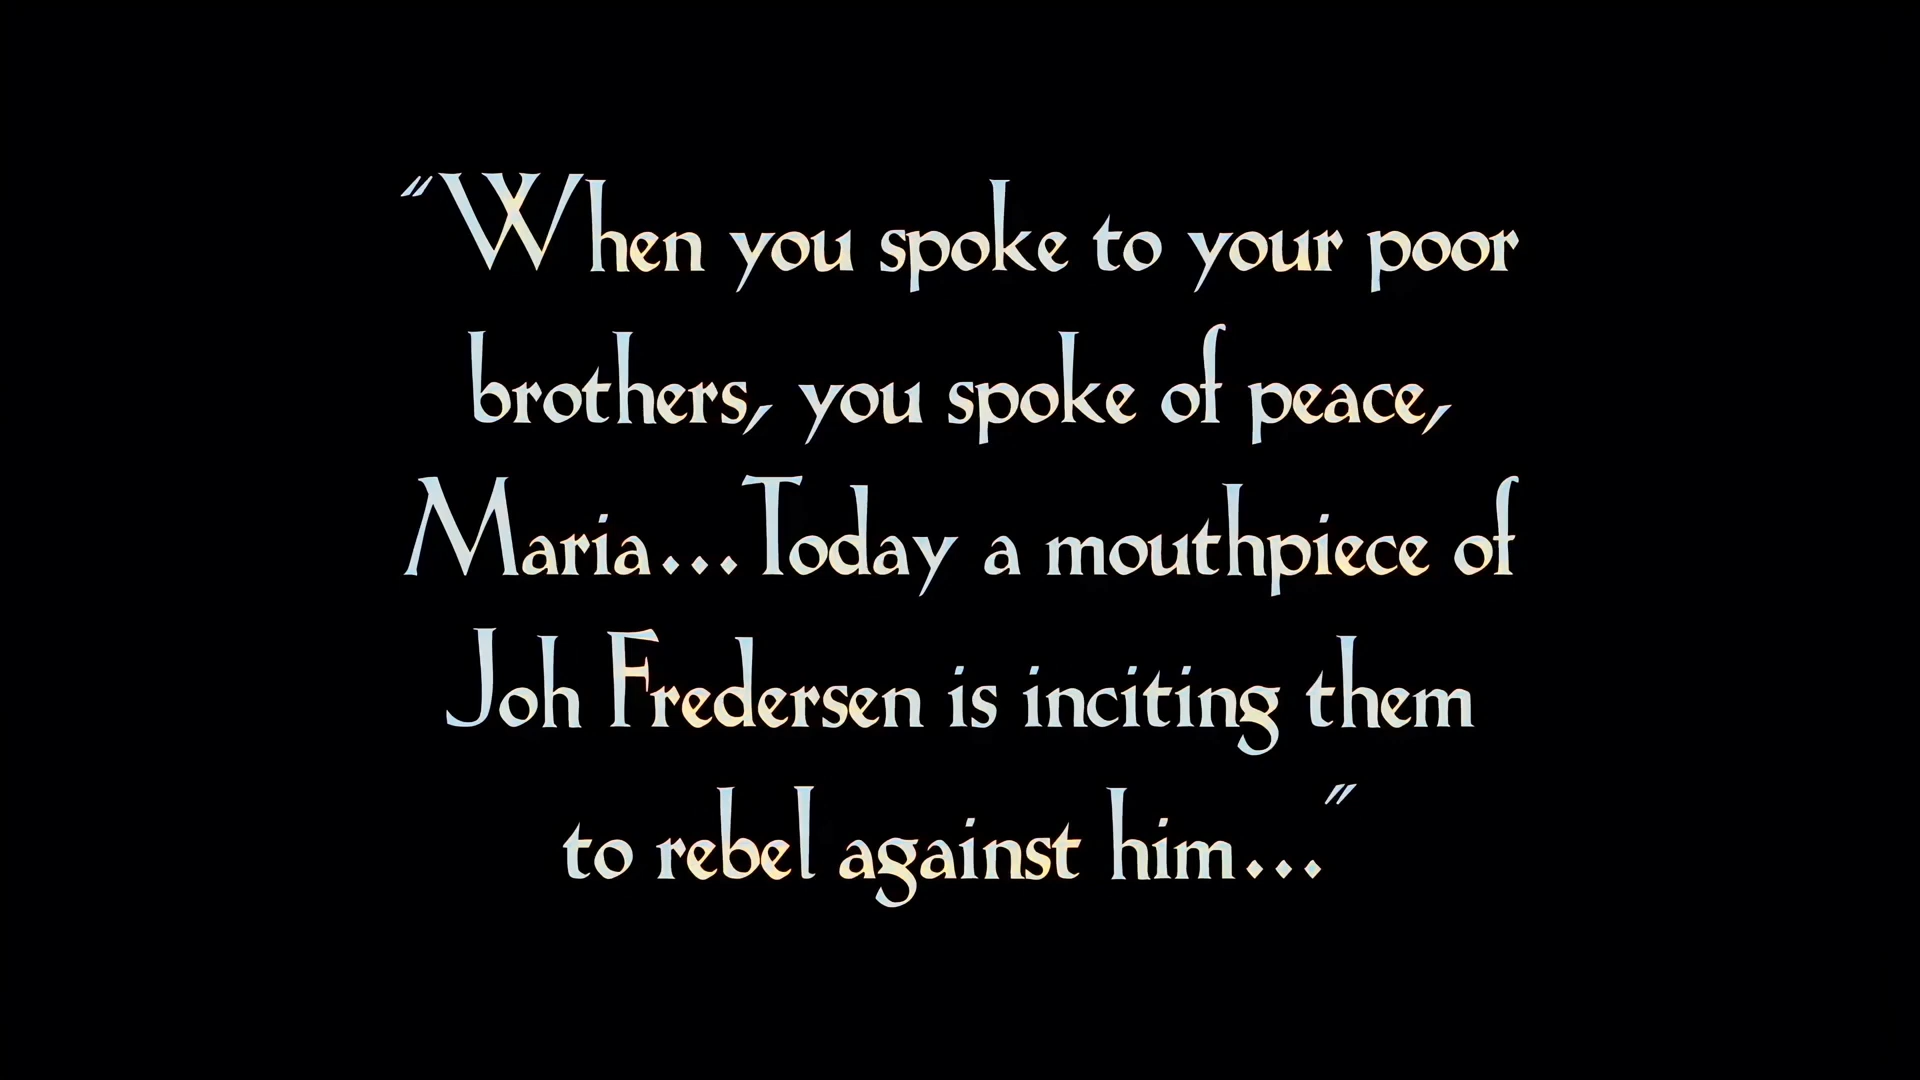 "When you spoke to your poor
brothers, you spoke of peace,
Maria...Today a mouthpiece of
Joh Fredersen is inciting them
to rebel against him..."